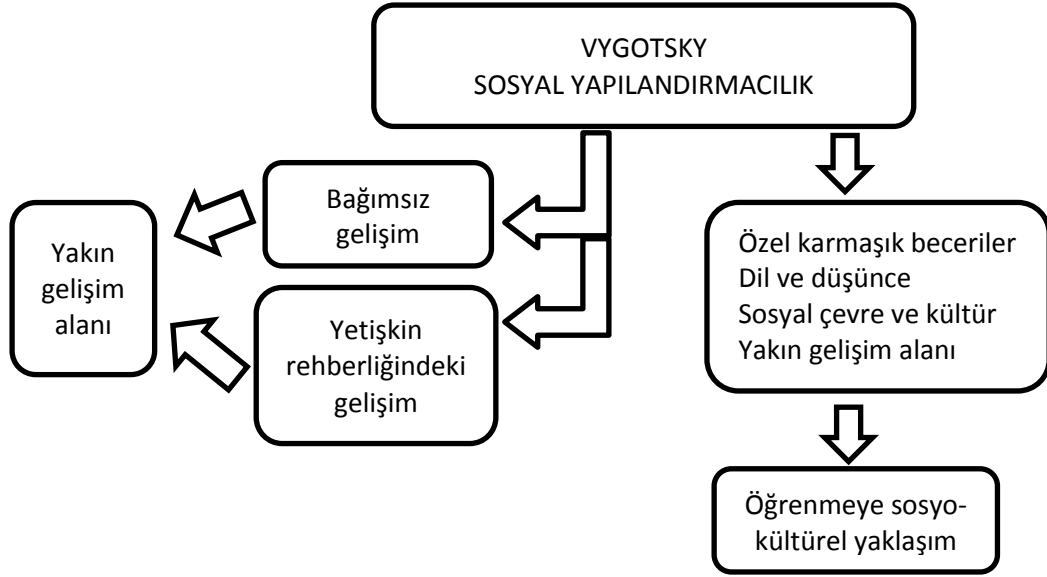 VYGOTSKY
SOSYAL YAPILANDIRMACILIK
Bağımsız
gelişim
Yakın
gelişim
alanı
Yetişkin
rehberliğindeki
gelişim
Özel karmaşık beceriler
Dil ve düşünce
Sosyal çevre ve kültür
Yakın gelişim alanı
Öğrenmeye sosyo-
kültürel yaklaşım